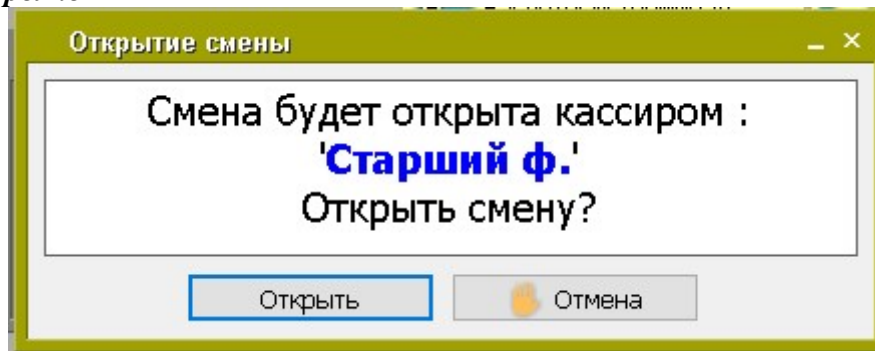 Открытие смены
Смена будет открыта кассиром :
'Старший ф.'
Открыть смену?
Открыть
Отмена